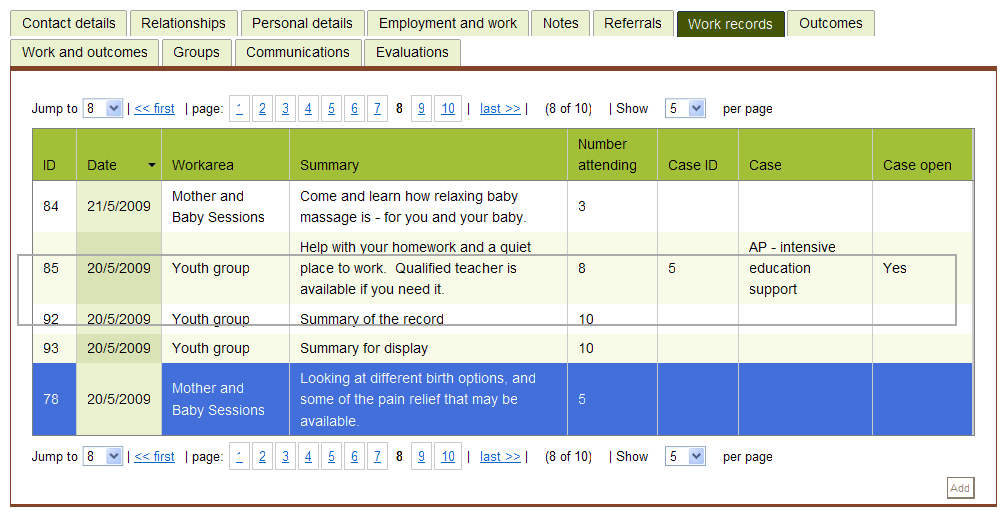 Contact details Relationships Personal details Employment and work Notes Referrals Work records Outcomes
Work and outcomes Groups Communications Evaluations
Jump to 8 | << first | page: 1 2 3 4 5 6 7 8 9 10 | last >> | (8 of 10) | Show 5 per page
Number
ID Date Workarea Summary attending Case ID Case Case open
Mother and Come and learn how relaxing baby
84 21/5/2009 3
Baby Sessions massage is - for you and your baby.
Help with your homework and a quiet AP - intensive
85 20/5/2009 Youth group place to work. Qualified teacher is 8 5 education Yes
available if you need it. support
92 20/5/2009 Youth group Summary of the record 10
93 20/5/2009 Youth group Summary for display 10
Looking at different birth options, and
Mother and
78 20/5/2009 some of the pain relief that may be 5
Baby Sessions
available.
Jump to 8 | << first | page: 1 2 3 4 5 6 7 8 9 10 | last >> | (8 of 10) | Show 5 per page
Add